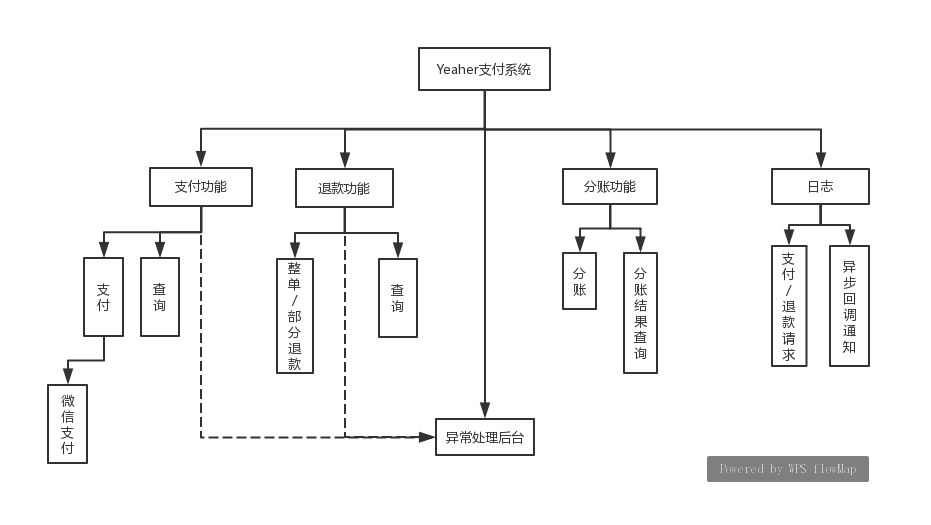 Yeaher支付系统
支付功能
退款功能
分账功能
日志
支付
查询
整单/部分退款
查询
分账
分账结果查询
支付/退款请求
异步回调通知
微信支付
异常处理后台
Powered by WPS flowMap